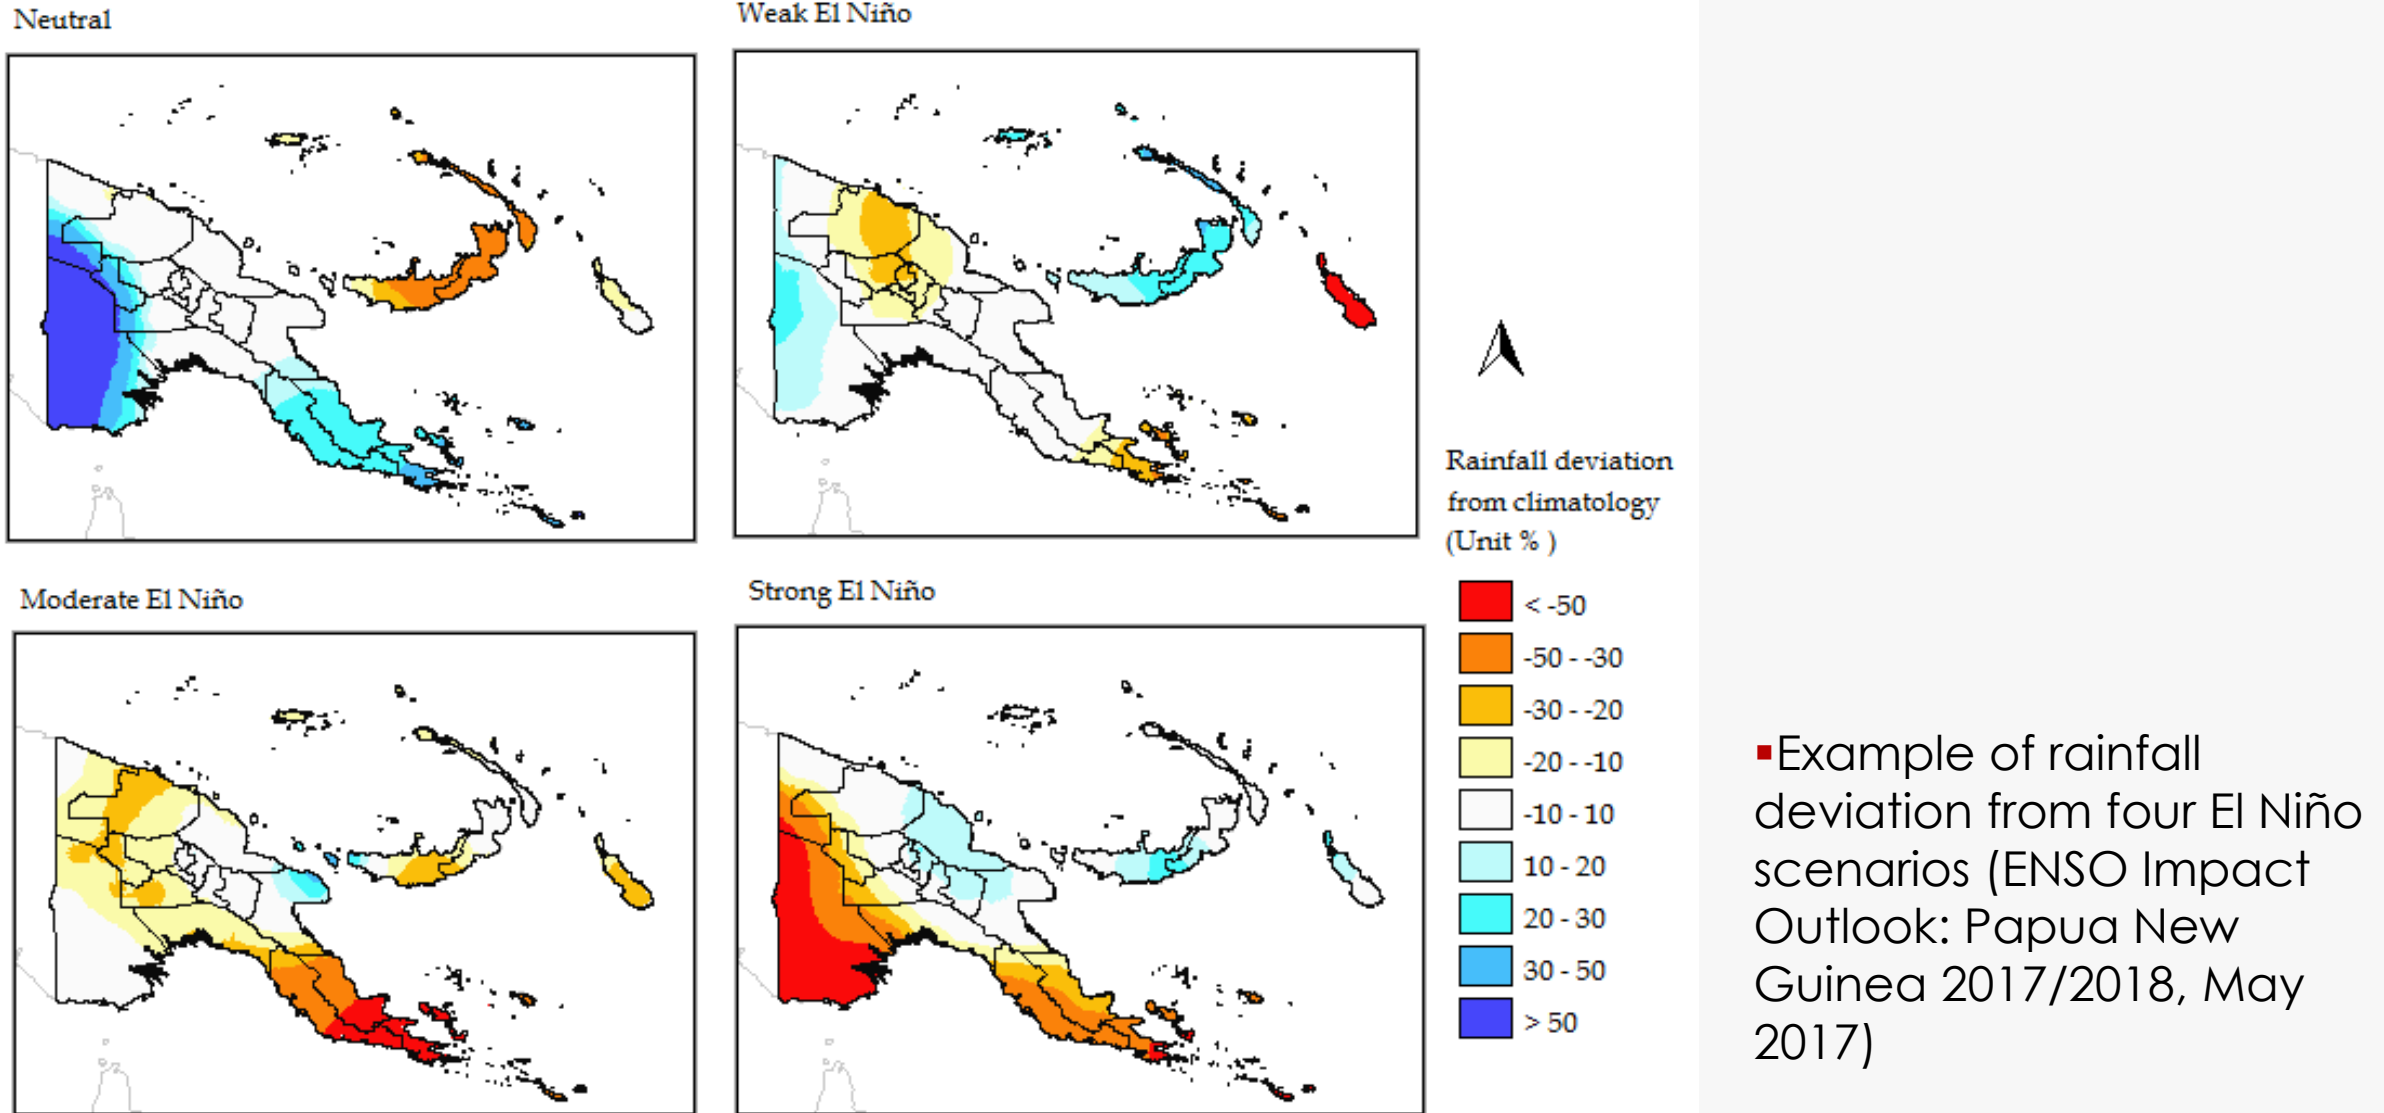 Neutral
Weak El Niño
Moderate El Niño
Strong El Niño
Rainfall deviation
from climatology
(Unit % )
< -50
-50 - -30
-30 - -20
-20 - -10
-10 - 10
10 - 20
20 - 30
30 - 50
> 50
▪Example of rainfall
deviation from four El Niño
scenarios (ENSO Impact
Outlook: Papua New
Guinea 2017/2018, May
2017)